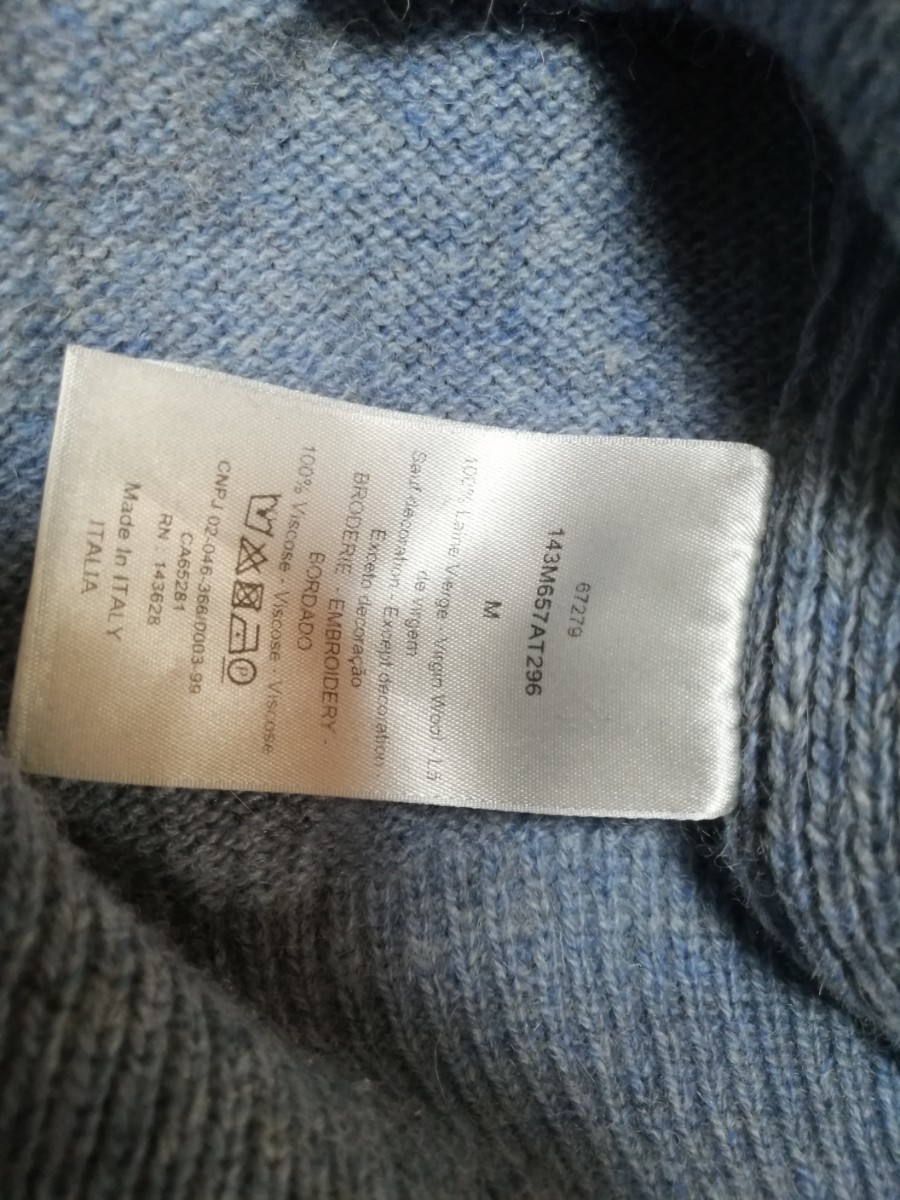 67279
143M657AT296
M
100% Laine Vierge - Virgin Wool - Lã
de virgem
Sauf décoration - Except decoration -
Exceto decoração
BRODERIE - EMBROIDERY -
BORDADO
100% Viscose - Viscose - Viscose
P
CNPJ 02-046-366/0003-99
CA65281
RN : 143628
Made In ITALY
ITALIA